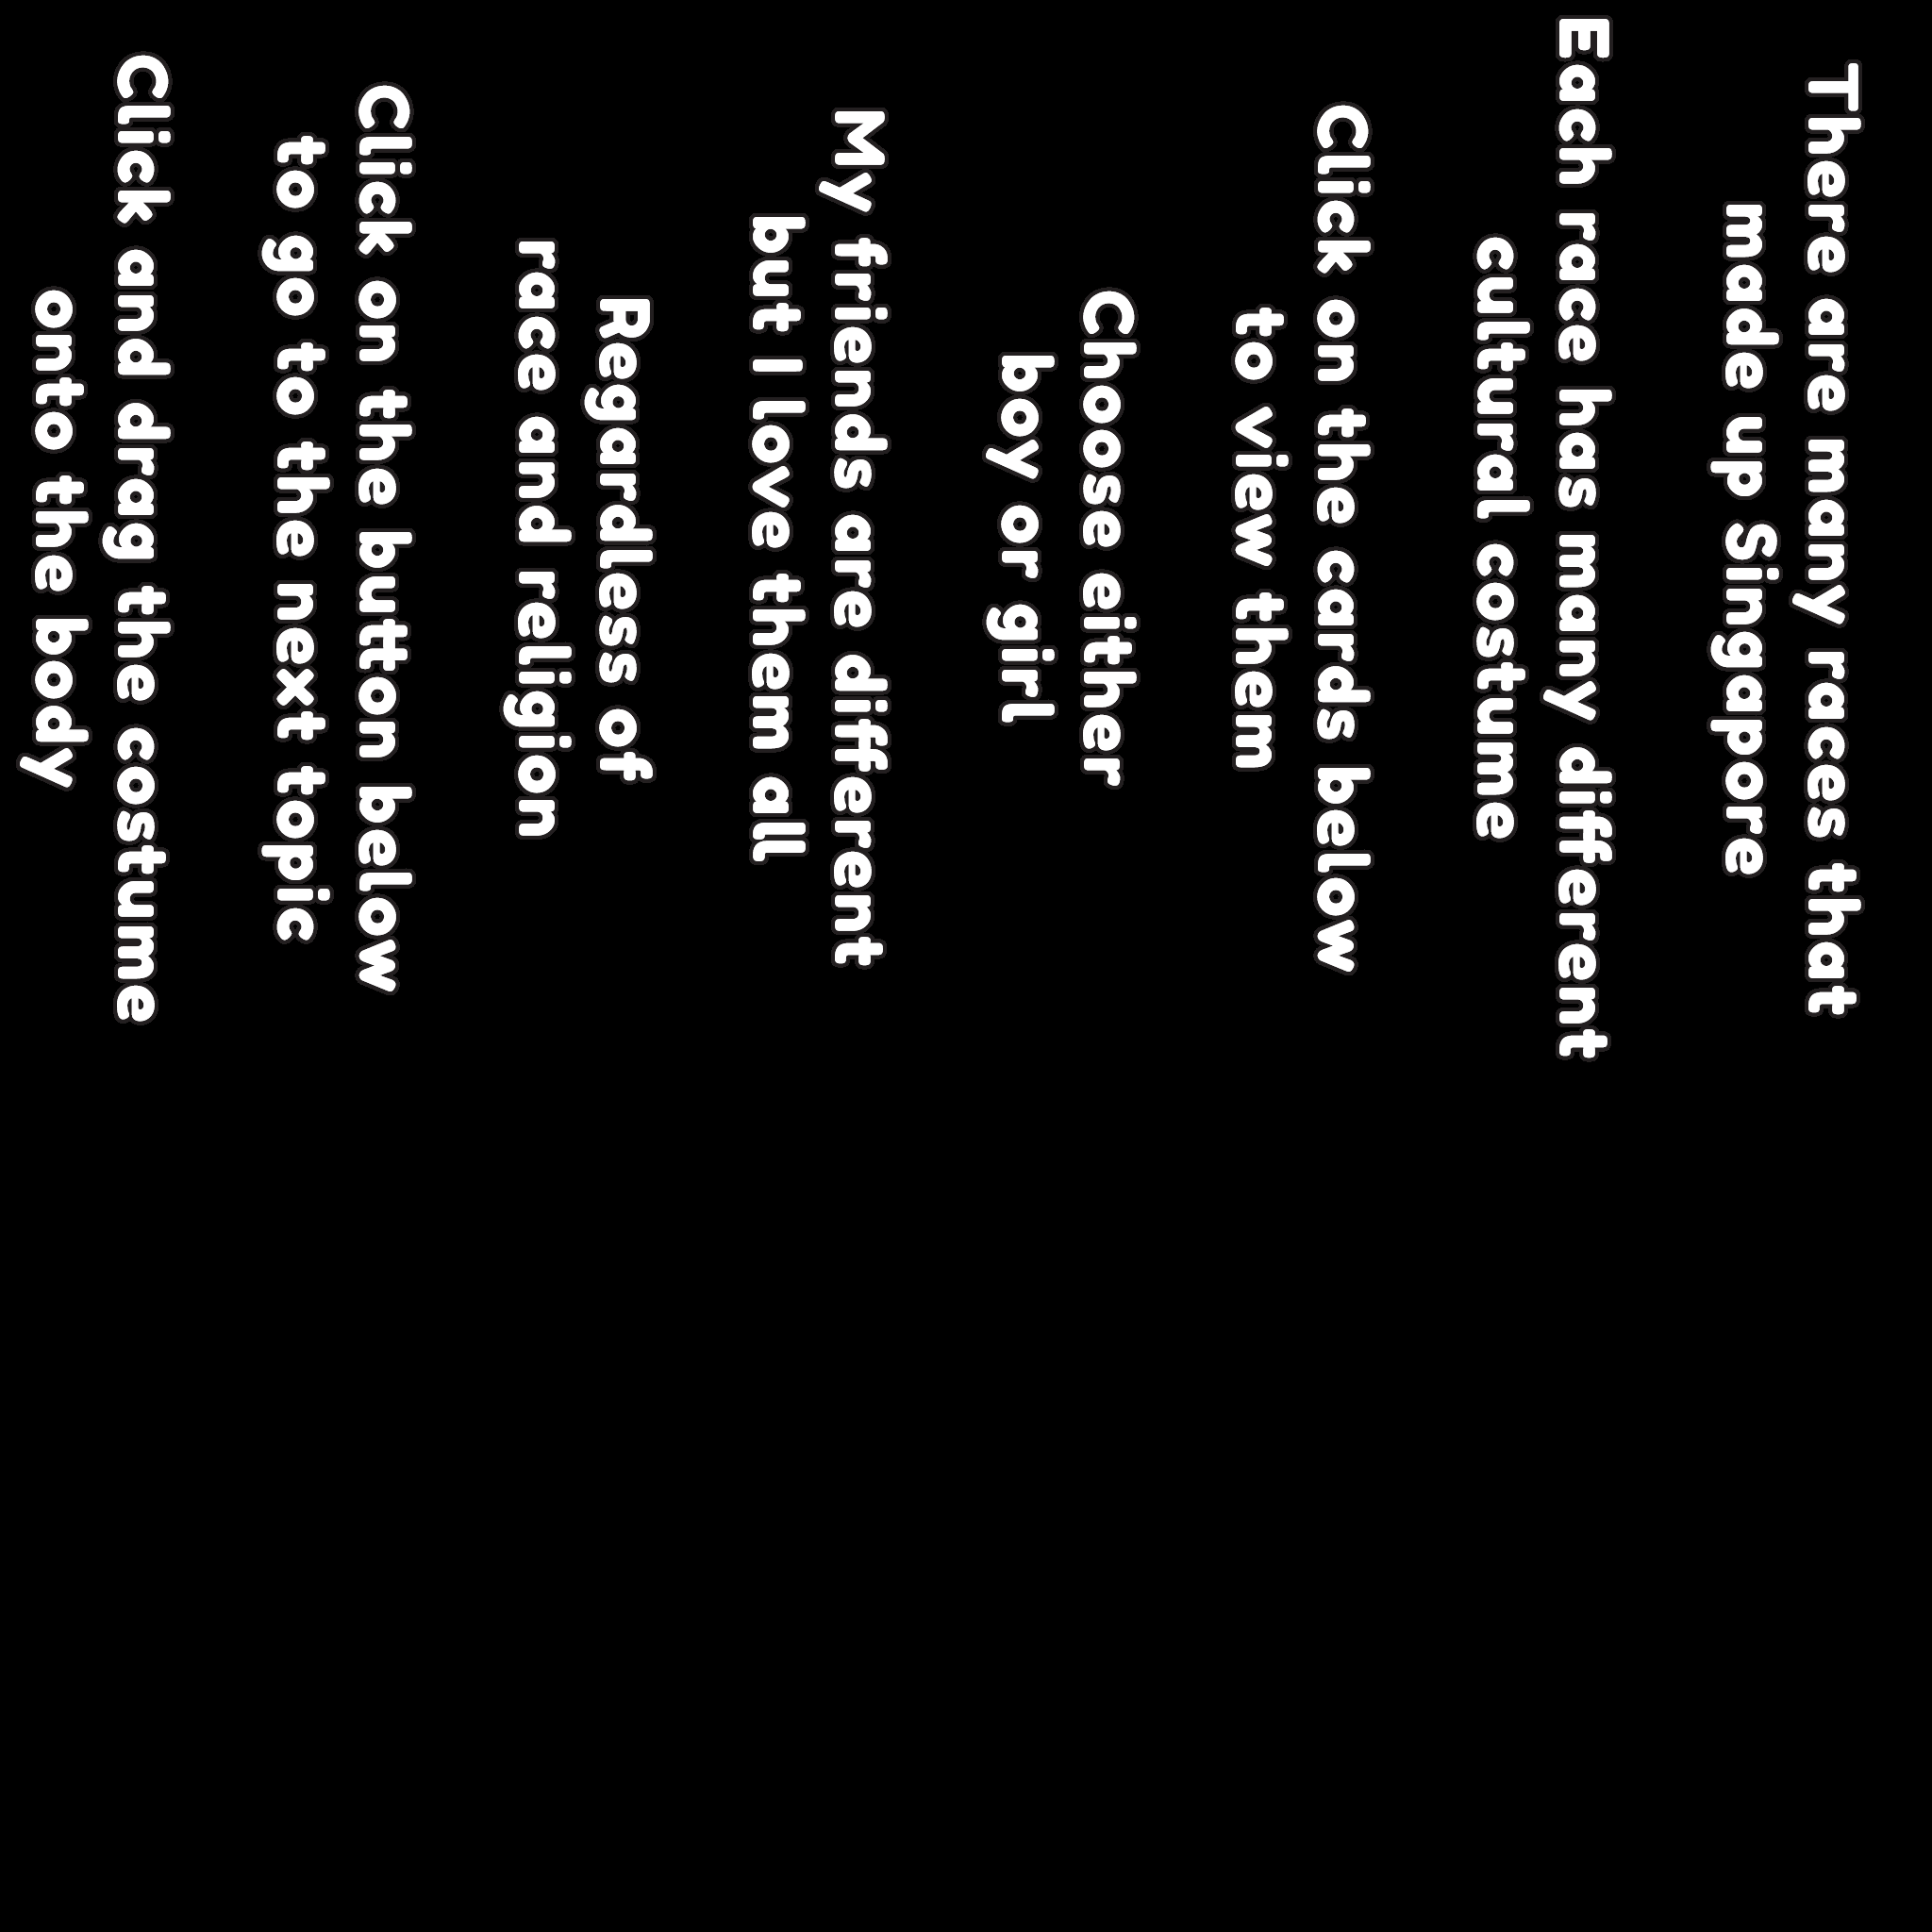 There are many races that
made up Singapore
Each race has many different
cultural costume
Click on the cards below
to view them
Choose either
boy or girl
My friends are different
but I love them all
Regardless of
race and religion
Click on the button below
to go to the next topic
Click and drag the costume
onto the body